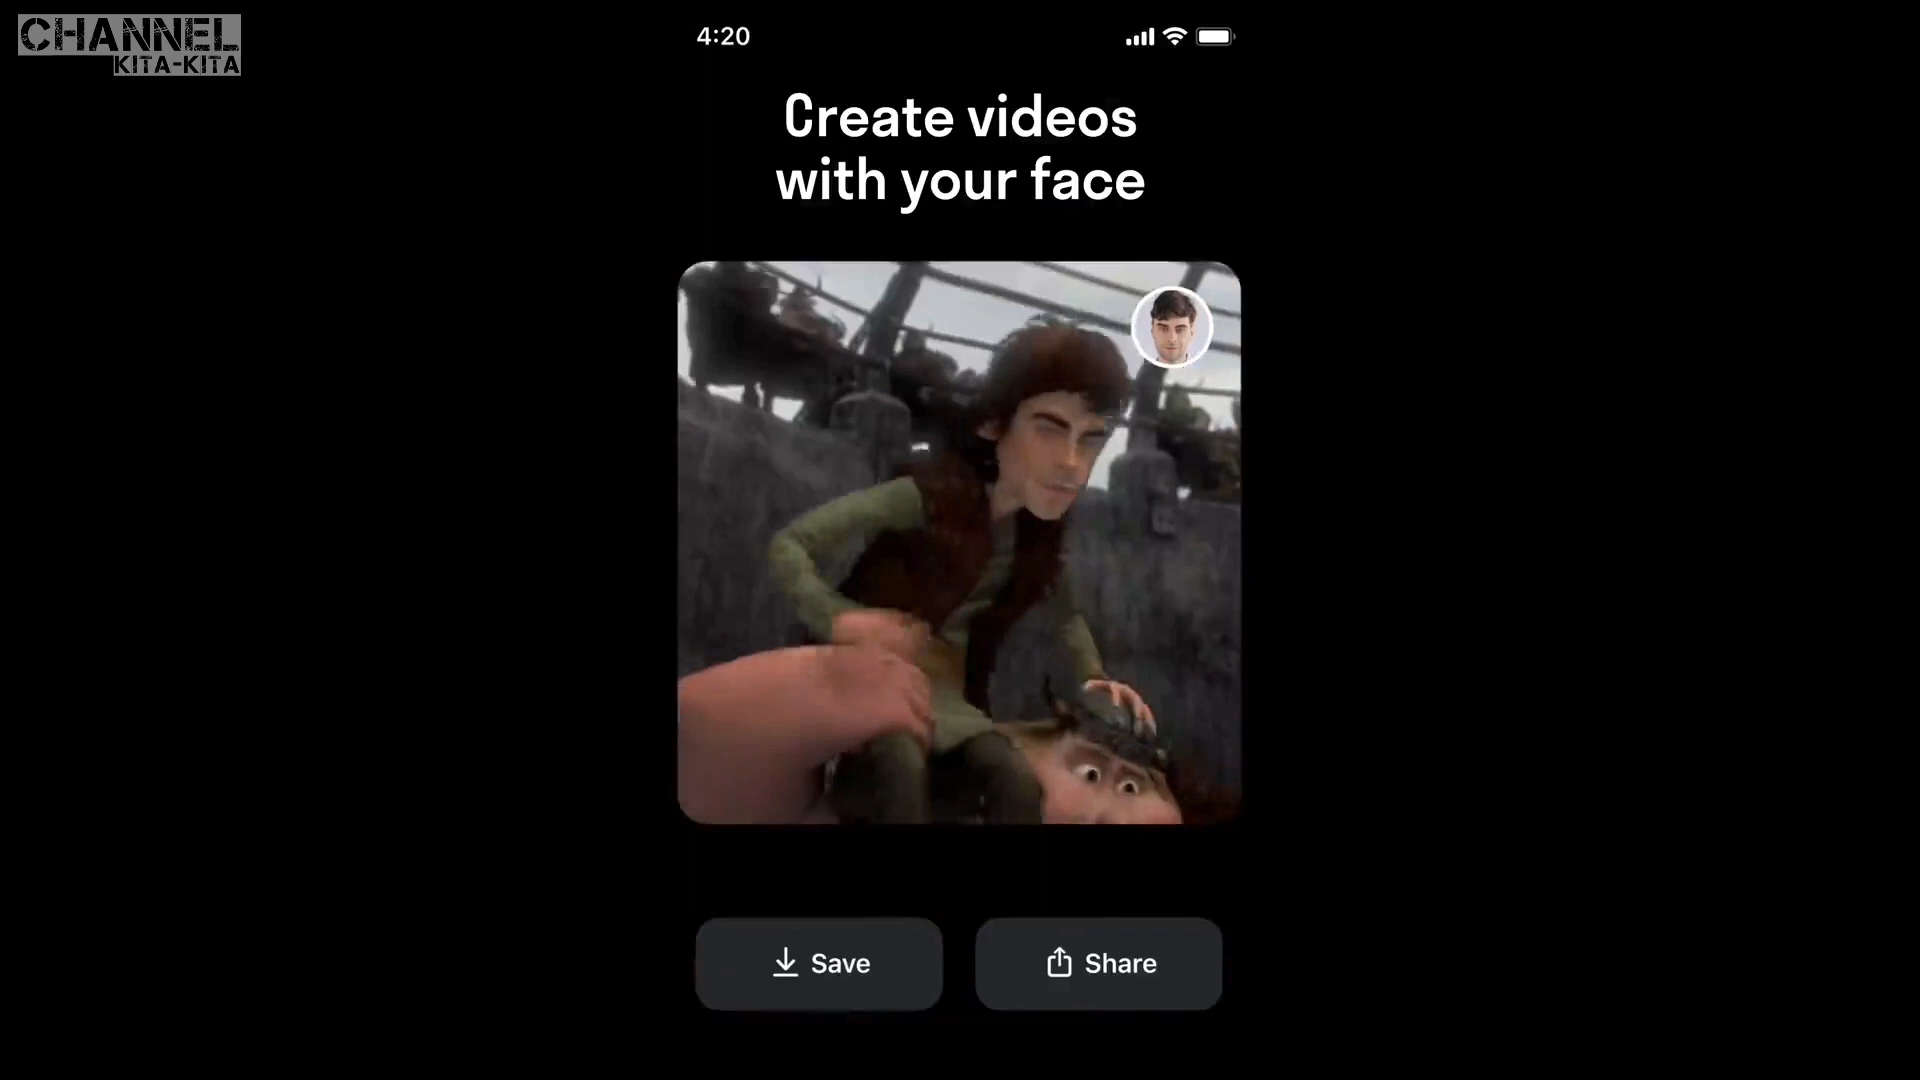 CHANNEL
KITA-KITA
4:20
Create videos
with your face
Save
Share